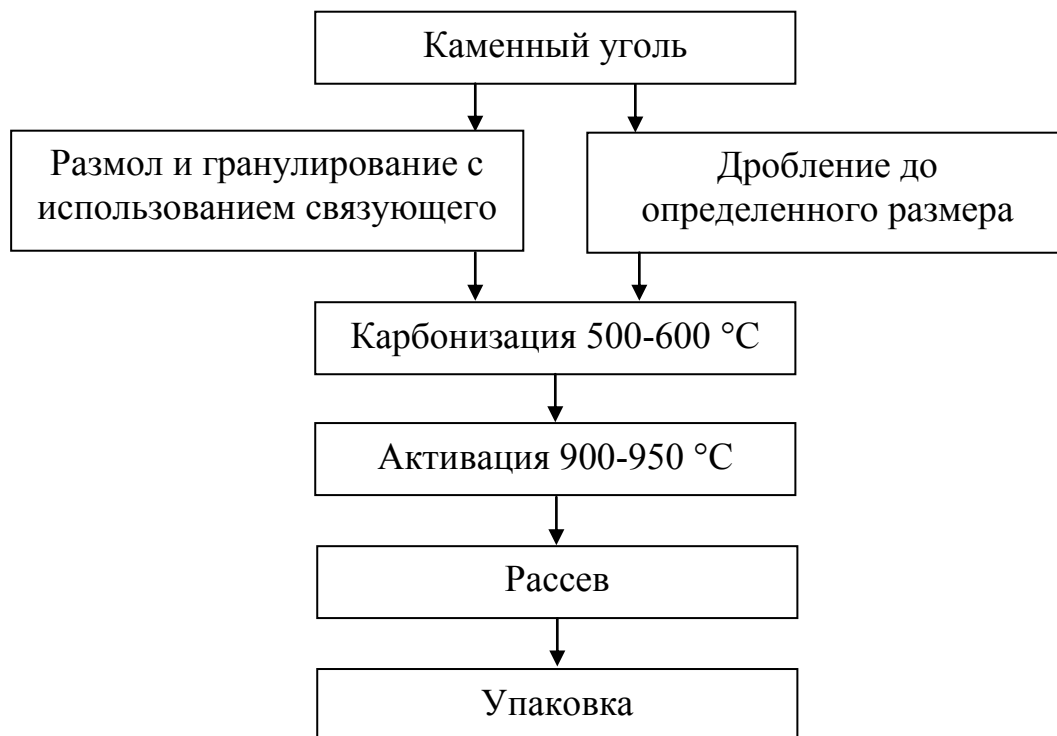 Каменный уголь
Размол и гранулирование с
использованием связующего
Дробление до
определенного размера
Карбонизация 500-600 °С
Активация 900-950 °С
Рассев
Упаковка